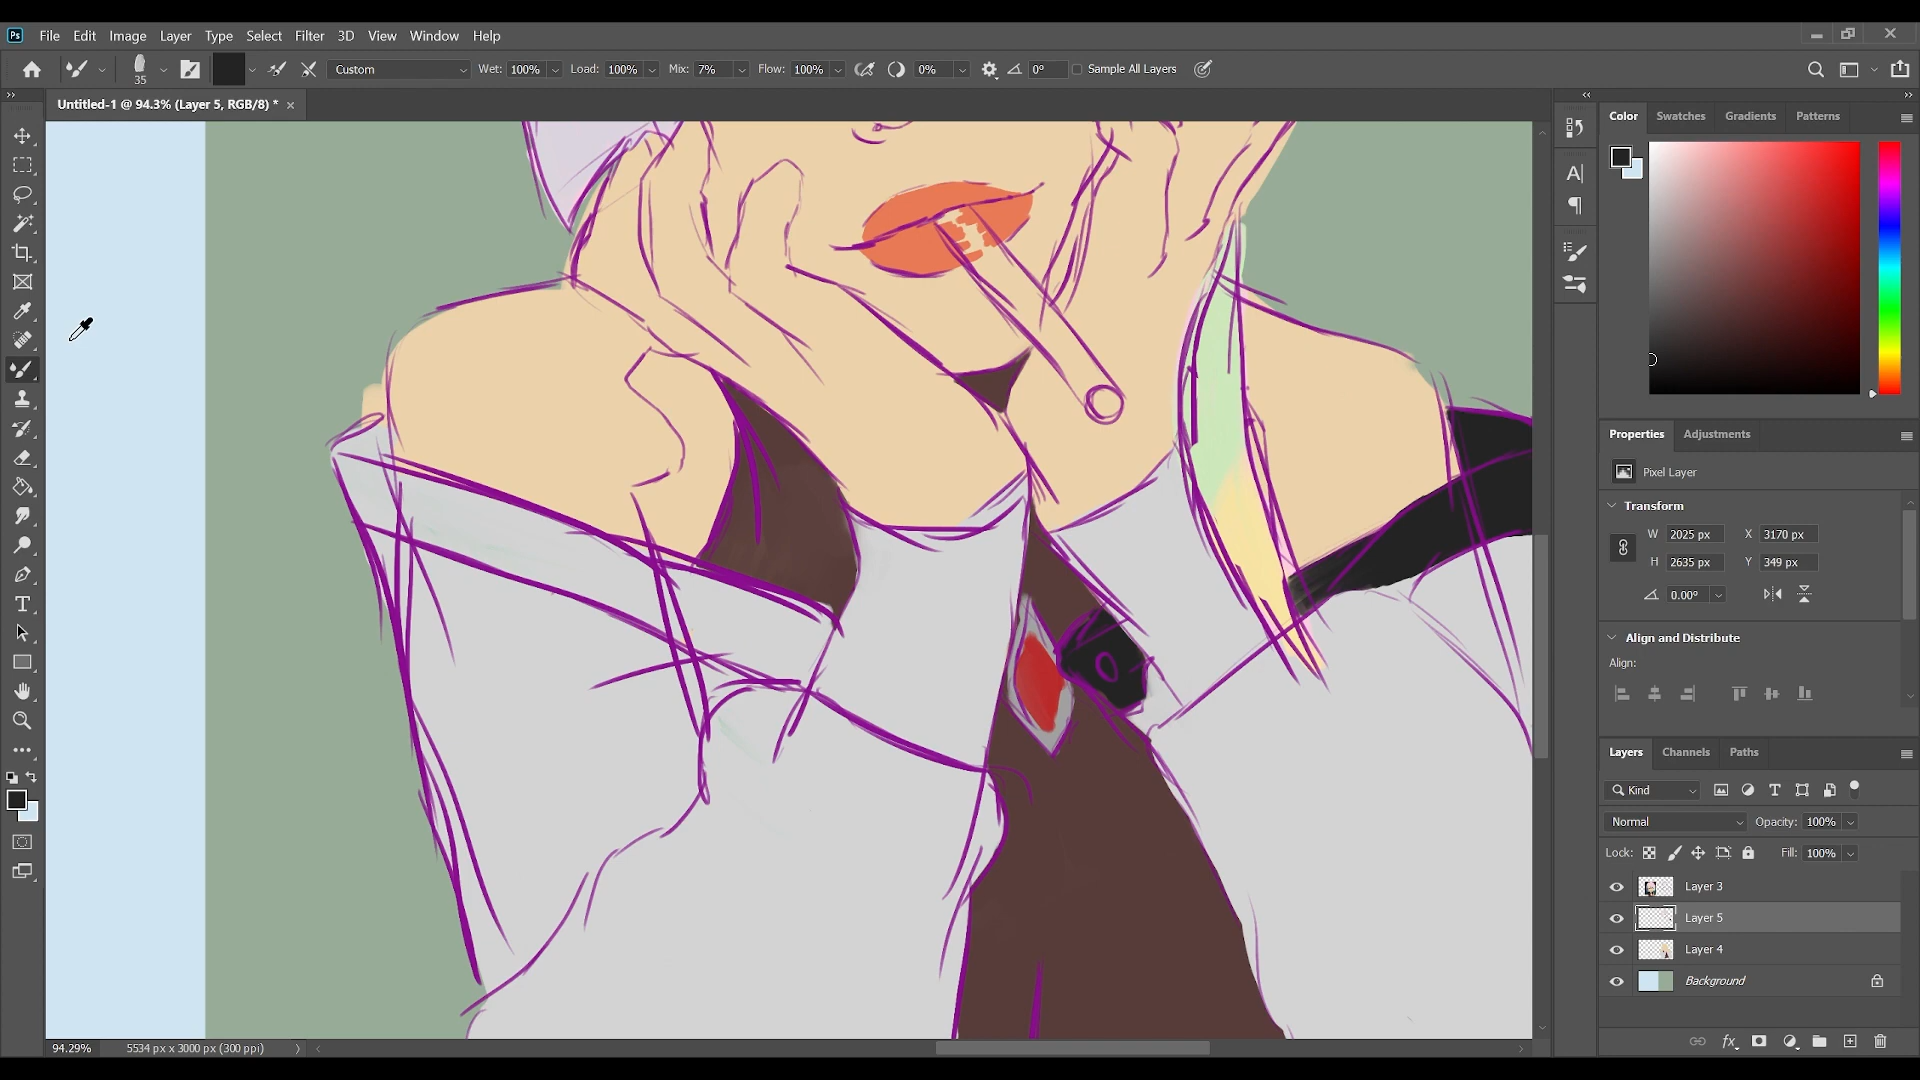 Ps File Edit Image Layer Type Select Filter 3D View Window Help
35 Custom Wet: 100% Load: 100% Mix: 7% Flow: 100% 0% 0° Sample All Layers
Untitled-1 @ 94.3% (Layer 5, RGB/8) *
Color Swatches Gradients Patterns
Properties Adjustments
Pixel Layer
Transform
W 2025 px X 3170 px
H 2635 px Y 349 px
0.00°
Align and Distribute
Align:
Layers Channels Paths
Kind
Normal Opacity: 100%
Lock: Fill: 100%
Layer 3
Layer 5
Layer 4
Background
fx
94.29% 5534 px x 3000 px (300 ppi)